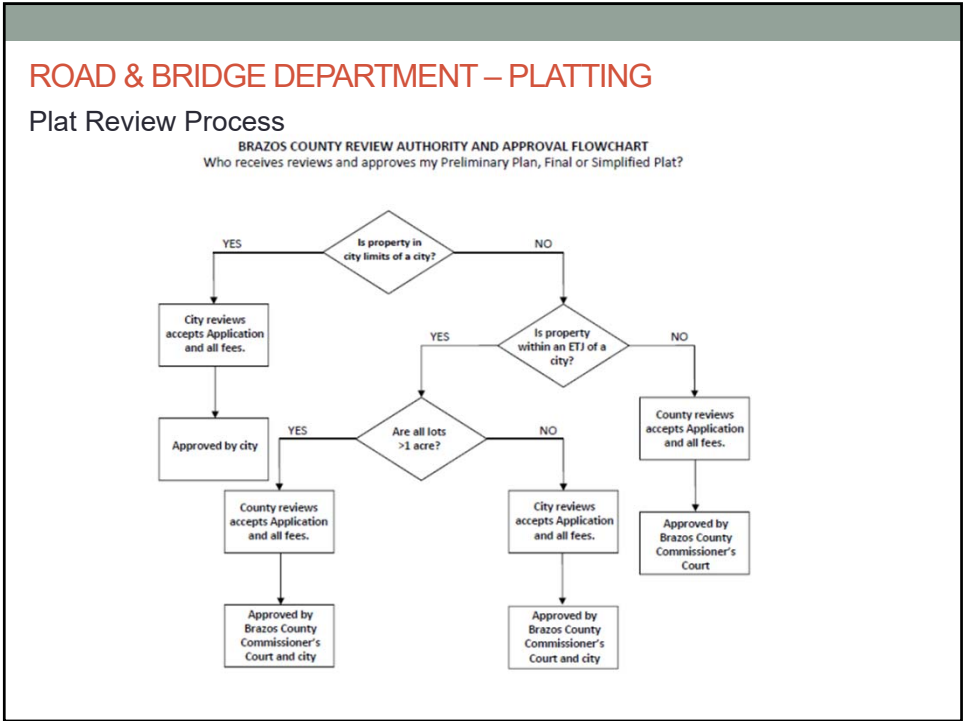 ROAD & BRIDGE DEPARTMENT – PLATTING
Plat Review Process
BRAZOS COUNTY REVIEW AUTHORITY AND APPROVAL FLOWCHART
Who receives reviews and approves my Preliminary Plan, Final or Simplified Plat?
YES
Is property in
city limits of a city?
NO
City reviews
accepts Application
and all fees.
YES
Is property
within an ETJ of a
city?
NO
Approved by city
YES
Are all lots
>1 acre?
NO
County reviews
accepts Application
and all fees.
County reviews
accepts Application
and all fees.
City reviews
accepts Application
and all fees.
Approved by
Brazos County
Commissioner's
Court
Approved by
Brazos County
Commissioner's
Court and city
Approved by
Brazos County
Commissioner's
Court and city